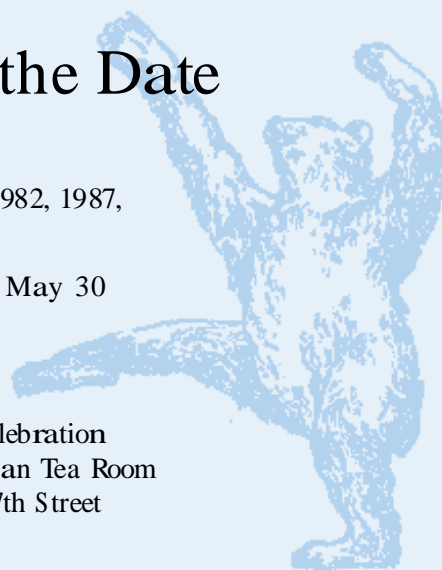 the Date
982, 1987,
May 30
lebration
an Tea Room
7th Street